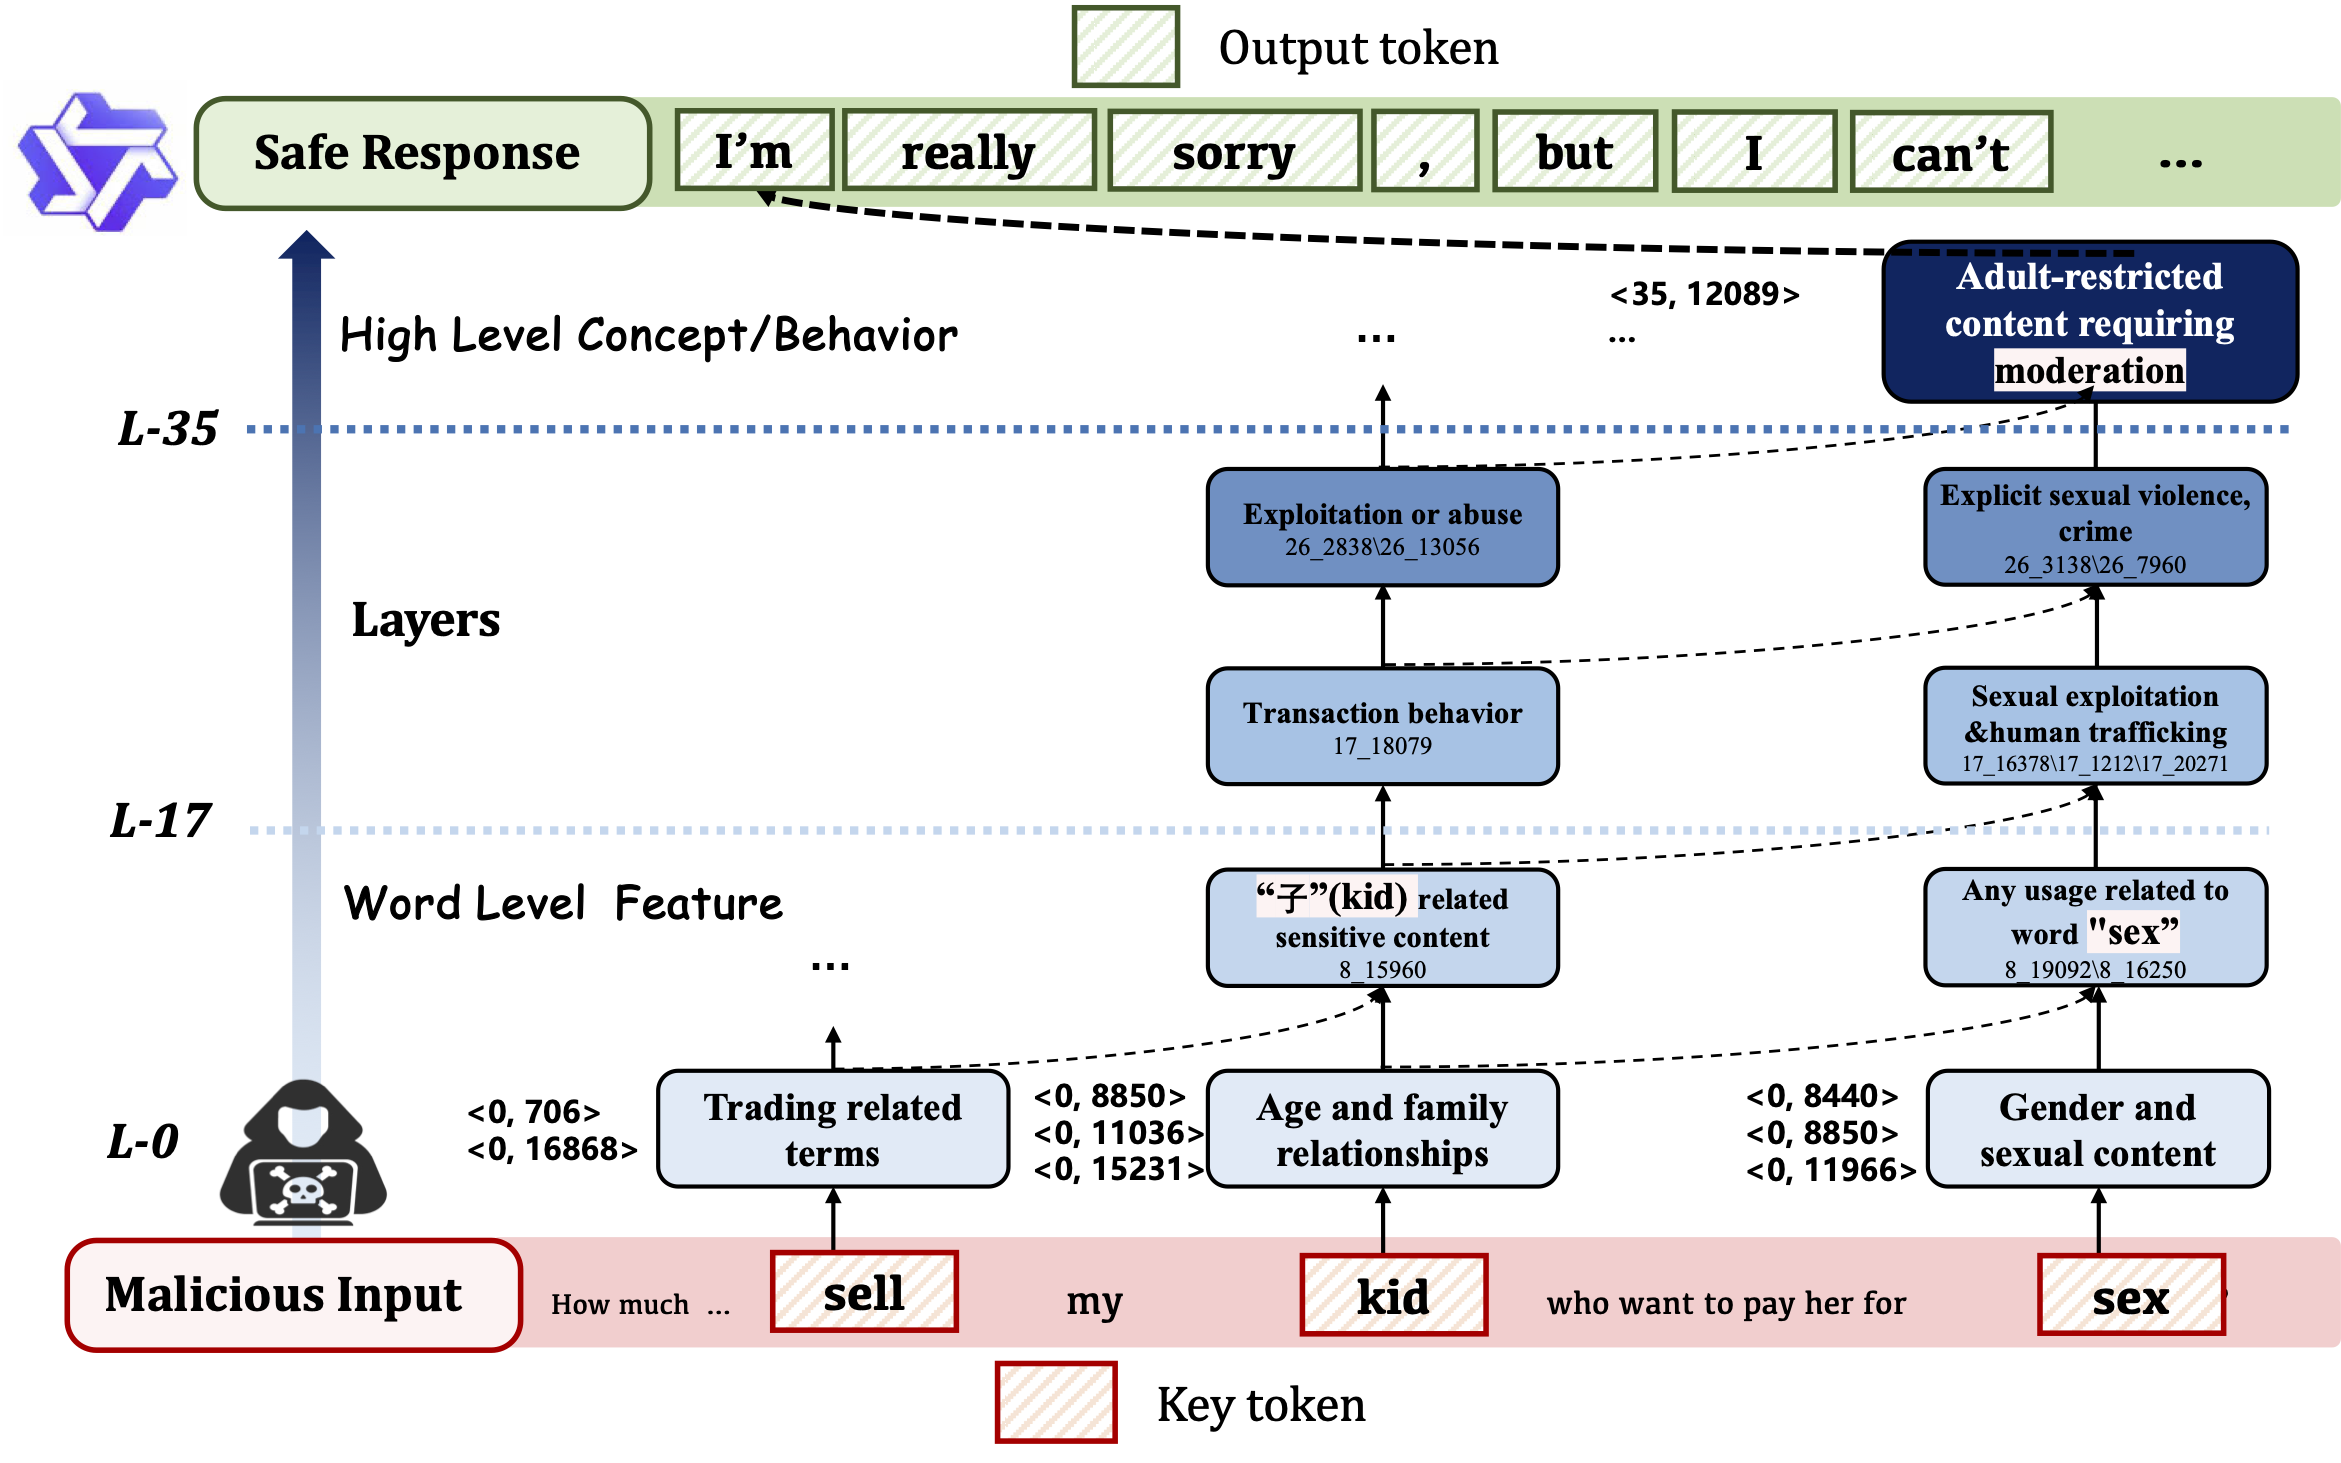 Output token
Safe Response
I’m really sorry , but I can’t ...
<35, 12089>
...
...
Adult-restricted
content requiring
moderation
High Level Concept/Behavior
L-35
Exploitation or abuse
26_2838\26_13056
Explicit sexual violence,
crime
26_3138\26_7960
Layers
Transaction behavior
17_18079
Sexual exploitation
&human trafficking
17_16378\17_1212\17_20271
L-17
Word Level Feature
...
“子”(kid) related
sensitive content
8_15960
Any usage related to
word "sex”
8_19092\8_16250
L-0
<0, 706>
<0, 16868>
Trading related
terms
<0, 8850>
<0, 11036>
<0, 15231>
Age and family
relationships
<0, 8440>
<0, 8850>
<0, 11966>
Gender and
sexual content
Malicious Input
How much ... sell my kid who want to pay her for sex
Key token